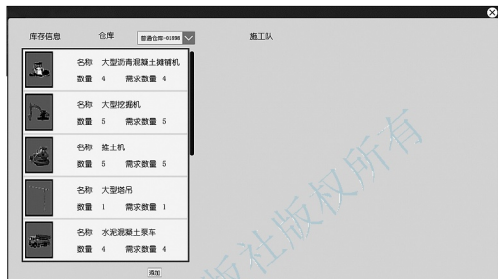 库存信息 仓库 普通仓库-01898 施工队
名称 大型沥青混凝土摊铺机
数量 4 需求数量 4
名称 大型挖掘机
数量 5 需求数量 5
名称 推土机
数量 5 需求数量 5
名称 大型塔吊
数量 1 需求数量 1
名称 水泥混凝土泵车
数量 4 需求数量 4
添加
版社版权所有